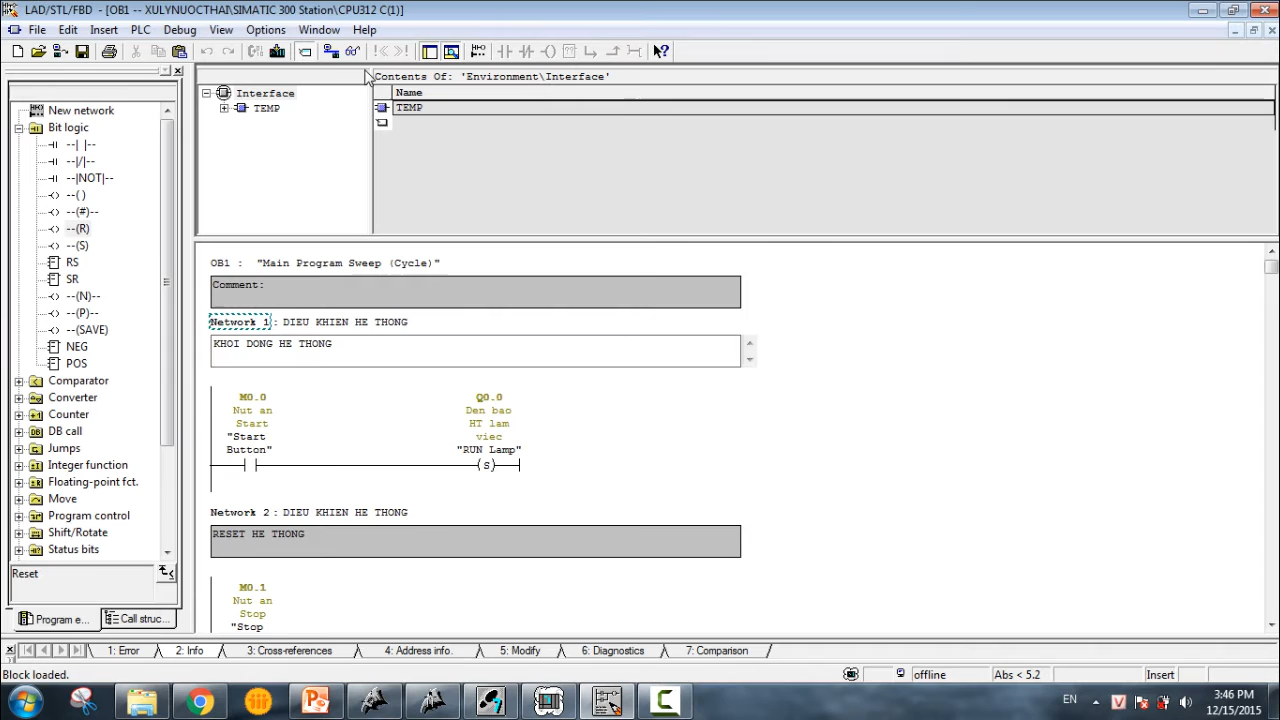 LAD/STL/FBD - [OB1 -- XULYNUOCTHAI\SIMATIC 300 Station\CPU312 C(1)]
File Edit Insert PLC Debug View Options Window Help
New network
Bit logic
--| |--
--|/|--
--|NOT|--
--( )
--(#)--
--(R)
--(S)
RS
SR
--(N)--
--(P)--
--(SAVE)
NEG
POS
Comparator
Converter
Counter
DB call
Jumps
Integer function
Floating-point fct.
Move
Program control
Shift/Rotate
Status bits
Reset
Program e... Call struc...
Interface
TEMP
Contents Of: 'Environment\Interface'
Name
TEMP
OB1 : "Main Program Sweep (Cycle)"
Comment:
Network 1 : DIEU KHIEN HE THONG
KHOI DONG HE THONG
M0.0 Q0.0
Nut an Den bao
Start HT lam
"Start viec
Button" "RUN Lamp"
(S)
Network 2 : DIEU KHIEN HE THONG
RESET HE THONG
M0.1
Nut an
Stop
"Stop
1: Error 2: Info 3: Cross-references 4: Address info. 5: Modify 6: Diagnostics 7: Comparison
Block loaded. offline Abs < 5.2 Insert
EN 3:46 PM
12/15/2015